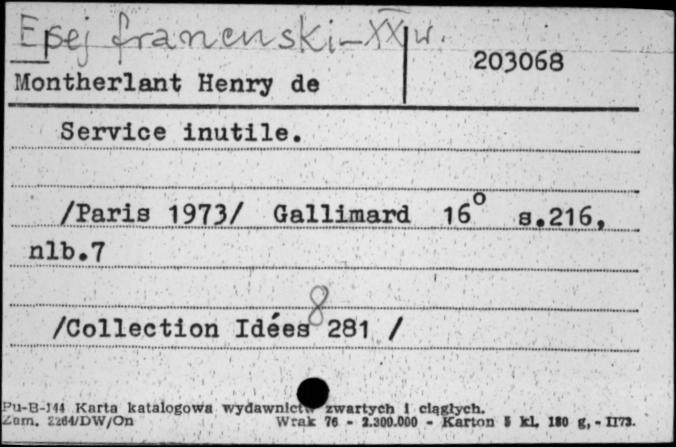 Esej francuski-XX w.
203068
Montherlant Henry de
Service inutile.
/Paris 1973/ Gallimard 16° s.216,
nlb.7
8
/Collection Idées 281 /
Pu-B-144 Karta katalogowa wydawnictw zwartych i ciągłych.
Zam. 2264/DW/On Wrak 76 - 2.300.000 - Karton 5 kl. 180 g, - II73.